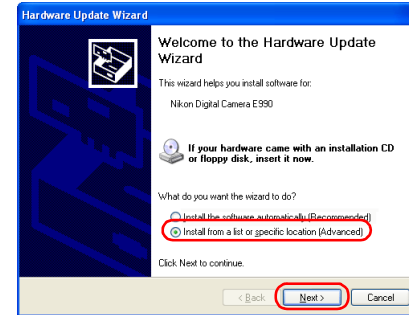 Hardware Update Wizard
Welcome to the Hardware Update
Wizard
This wizard helps you install software for:
Nikon Digital Camera E990
If your hardware came with an installation CD
or floppy disk, insert it now.
What do you want the wizard to do?
Install the software automatically (Recommended)
Install from a list or specific location (Advanced)
Click Next to continue.
< Back
Next >
Cancel